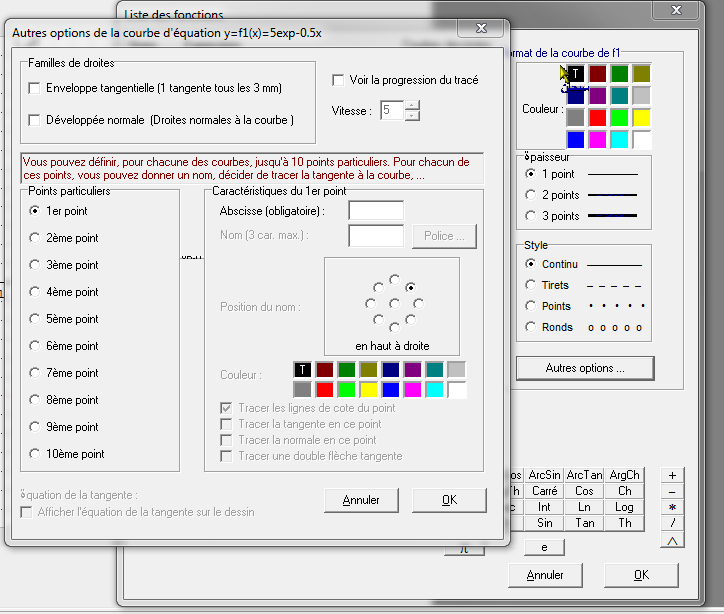 Liste des fonctions
Autres options de la courbe d'équation y=f1(x)=5exp-0.5x
Familles de droites
Enveloppe tangentielle (1 tangente tous les 3 mm)
Développée normale (Droites normales à la courbe )
Voir la progression du tracé
Vitesse :
5
Vous pouvez définir, pour chacune des courbes, jusqu'à 10 points particuliers. Pour chacun de
ces points, vous pouvez donner un nom, décider de tracer la tangente à la courbe, ...
Points particuliers
1er point
2ème point
3ème point
4ème point
5ème point
6ème point
7ème point
8ème point
9ème point
10ème point
Caractéristiques du 1er point
Abscisse (obligatoire) :
Nom (3 car. max.) :
Police ...
Position du nom :
en haut à droite
Couleur :
T
Tracer les lignes de cote du point
Tracer la tangente en ce point
Tracer la normale en ce point
Tracer une double flèche tangente
quation de la tangente :
Afficher l'équation de la tangente sur le dessin
Annuler
OK
ormat de la courbe de f1
T
Couleur :
paisseur
1 point
2 points
3 points
Style
Continu
Tirets
Points
Ronds
Autres options ...
os ArcSin ArcTan ArgCh
h Carré Cos Ch
c Int Ln Log
Sin Tan Th
+
–
*
/
^
π
e
Annuler
OK